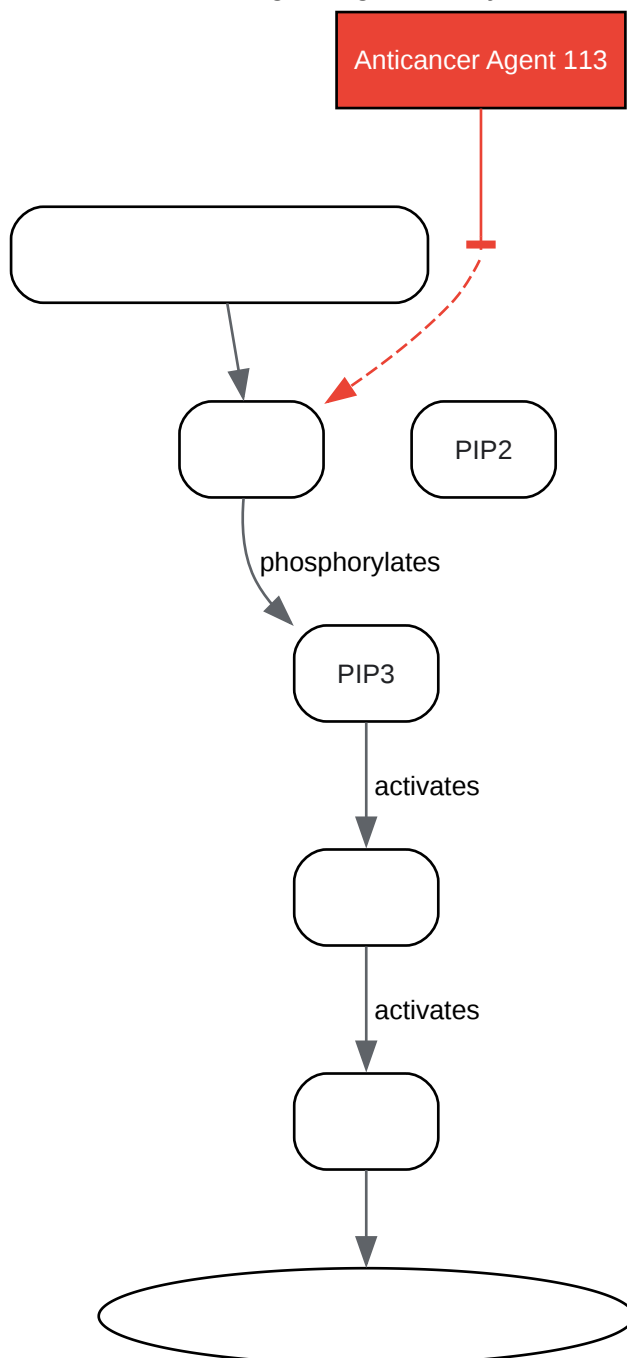 Anticancer Agent 113
PIP2
phosphorylates
PIP3
activates
activates